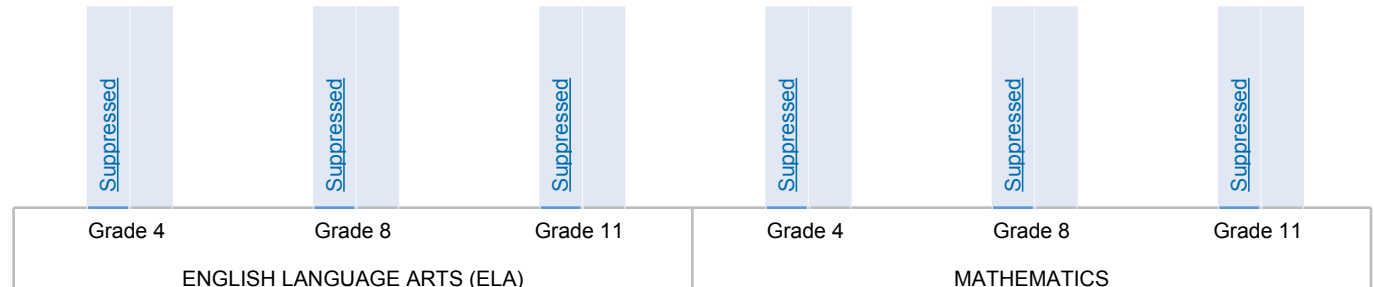 Suppressed Suppressed Suppressed Suppressed Suppressed Suppressed
Grade 4 Grade 8 Grade 11 Grade 4 Grade 8 Grade 11
ENGLISH LANGUAGE ARTS (ELA) MATHEMATICS